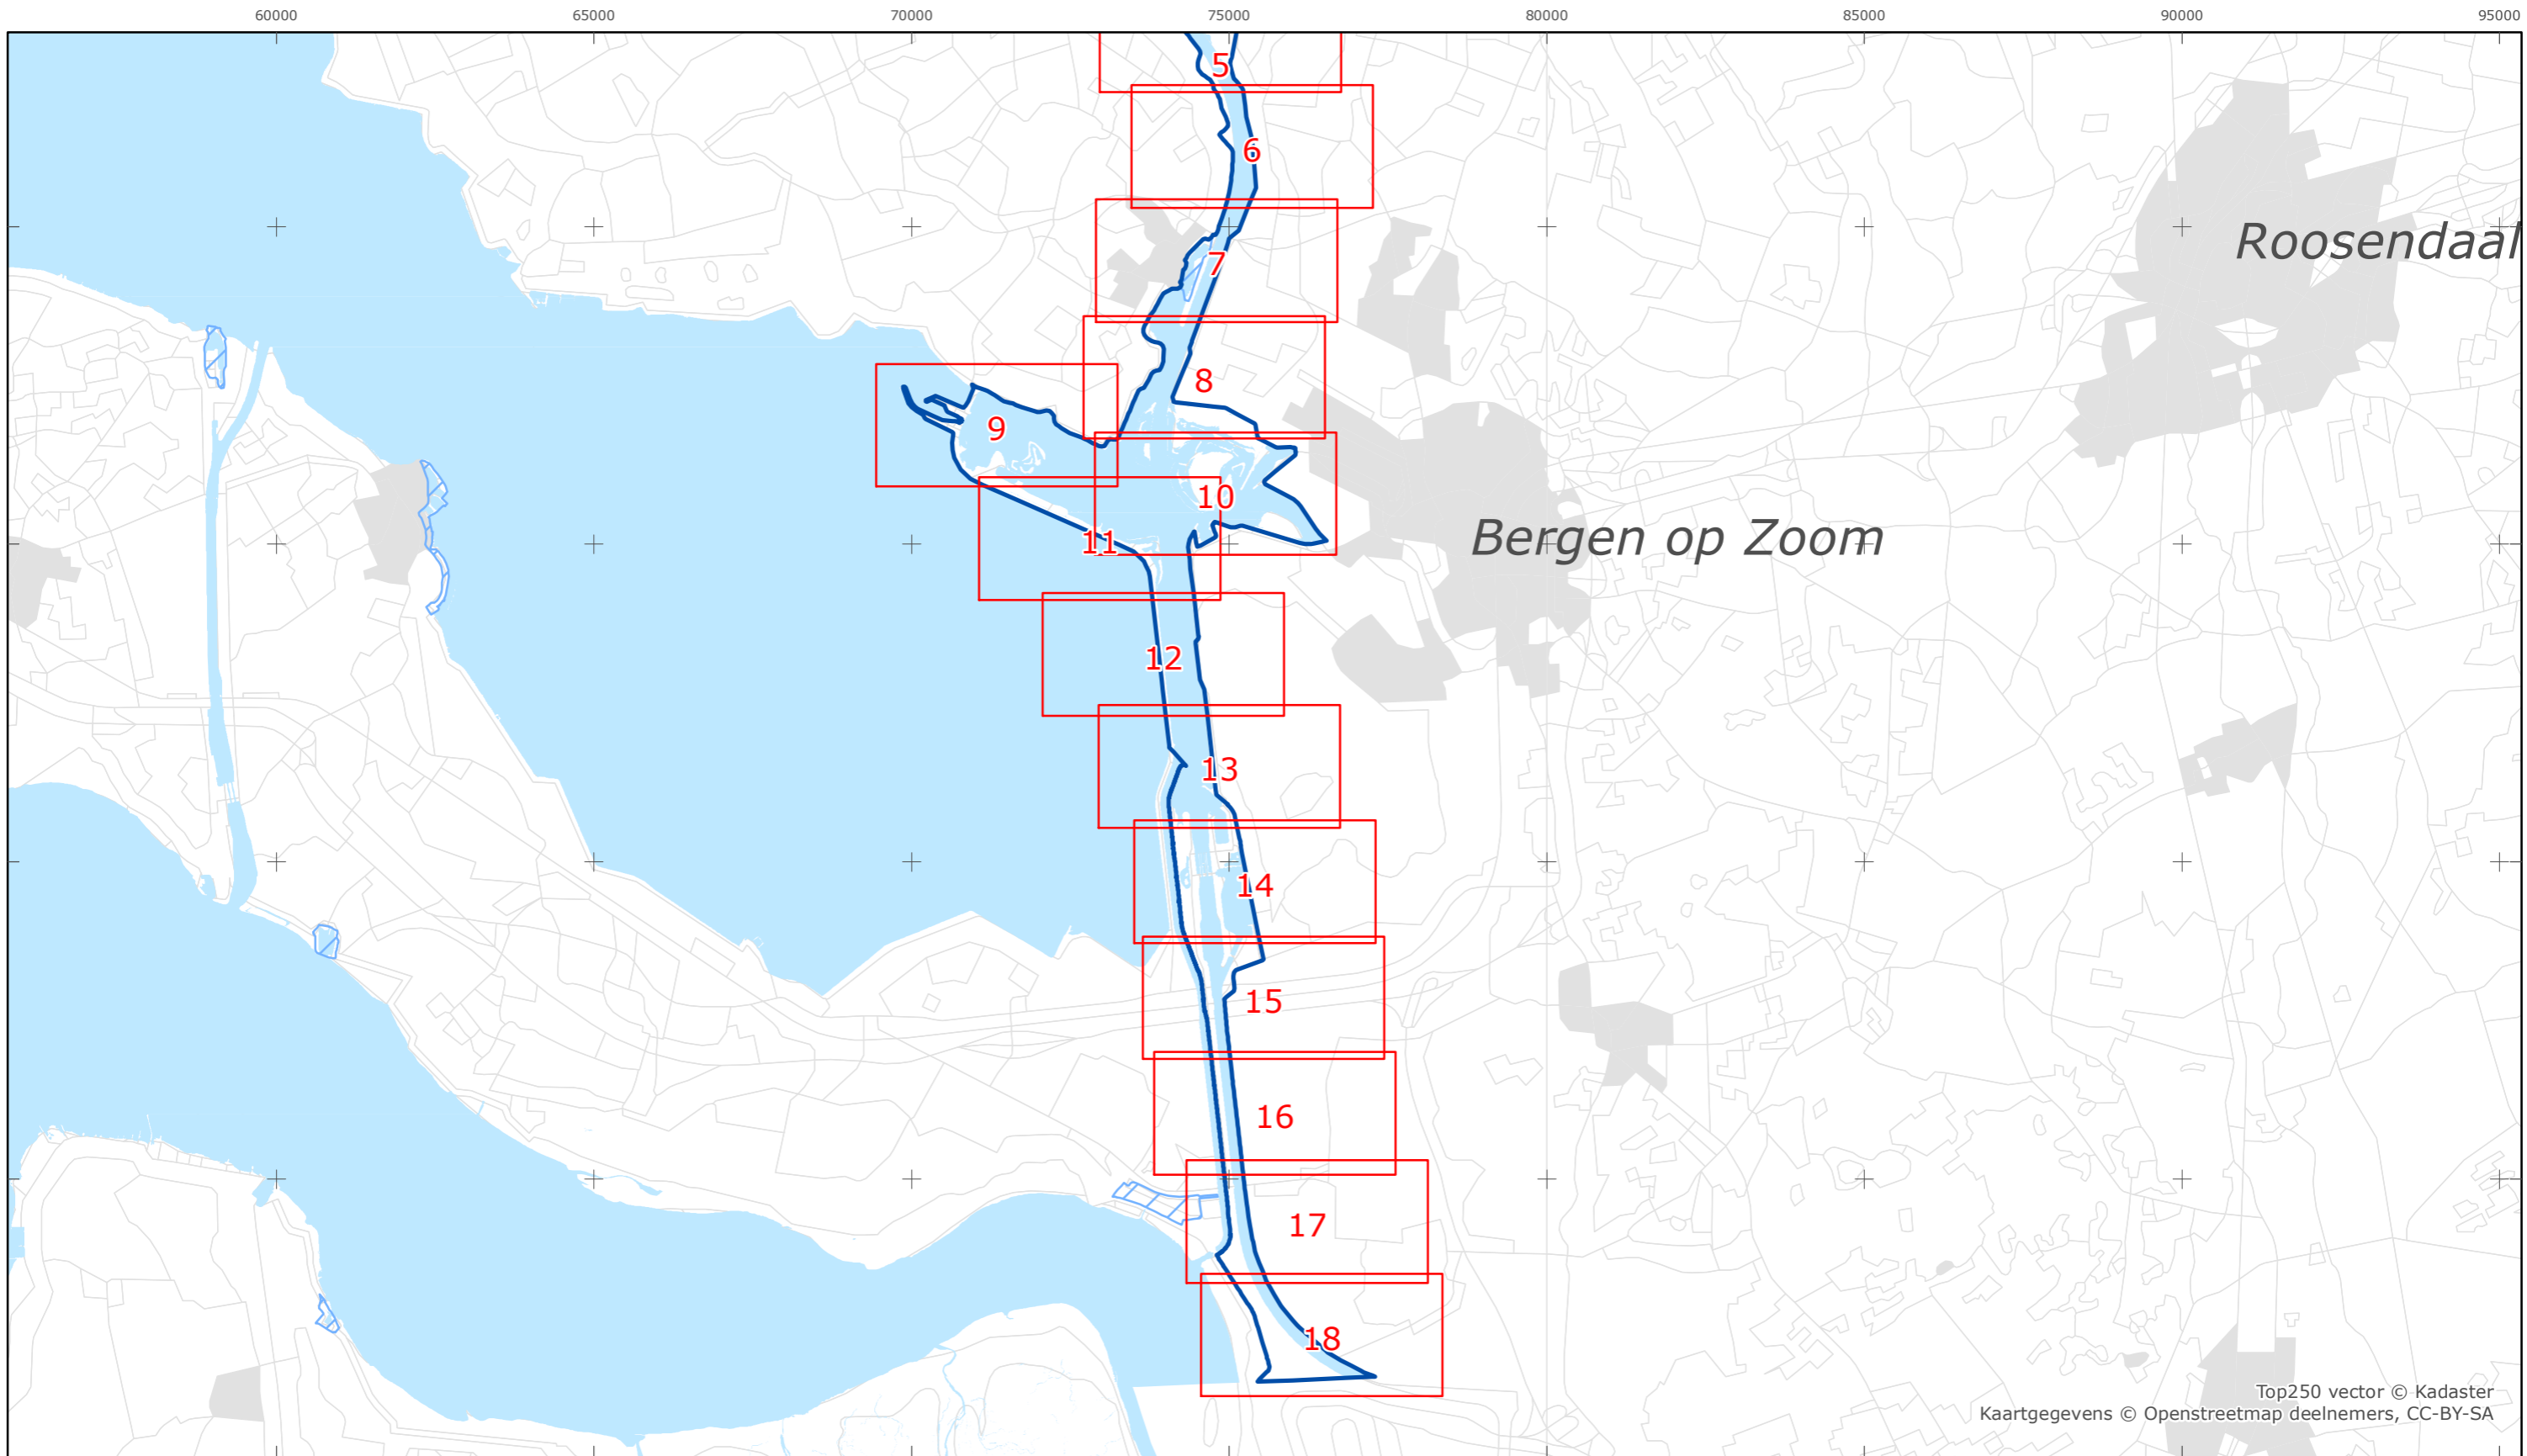 60000 65000 70000 75000 80000 85000 90000 95000
5
6
Roosendaal
7
8
9
10
Bergen op Zoom
11
12
13
14
15
16
17
18
Top250 vector © Kadaster
Kaartgegevens © Openstreetmap deelnemers, CC-BY-SA